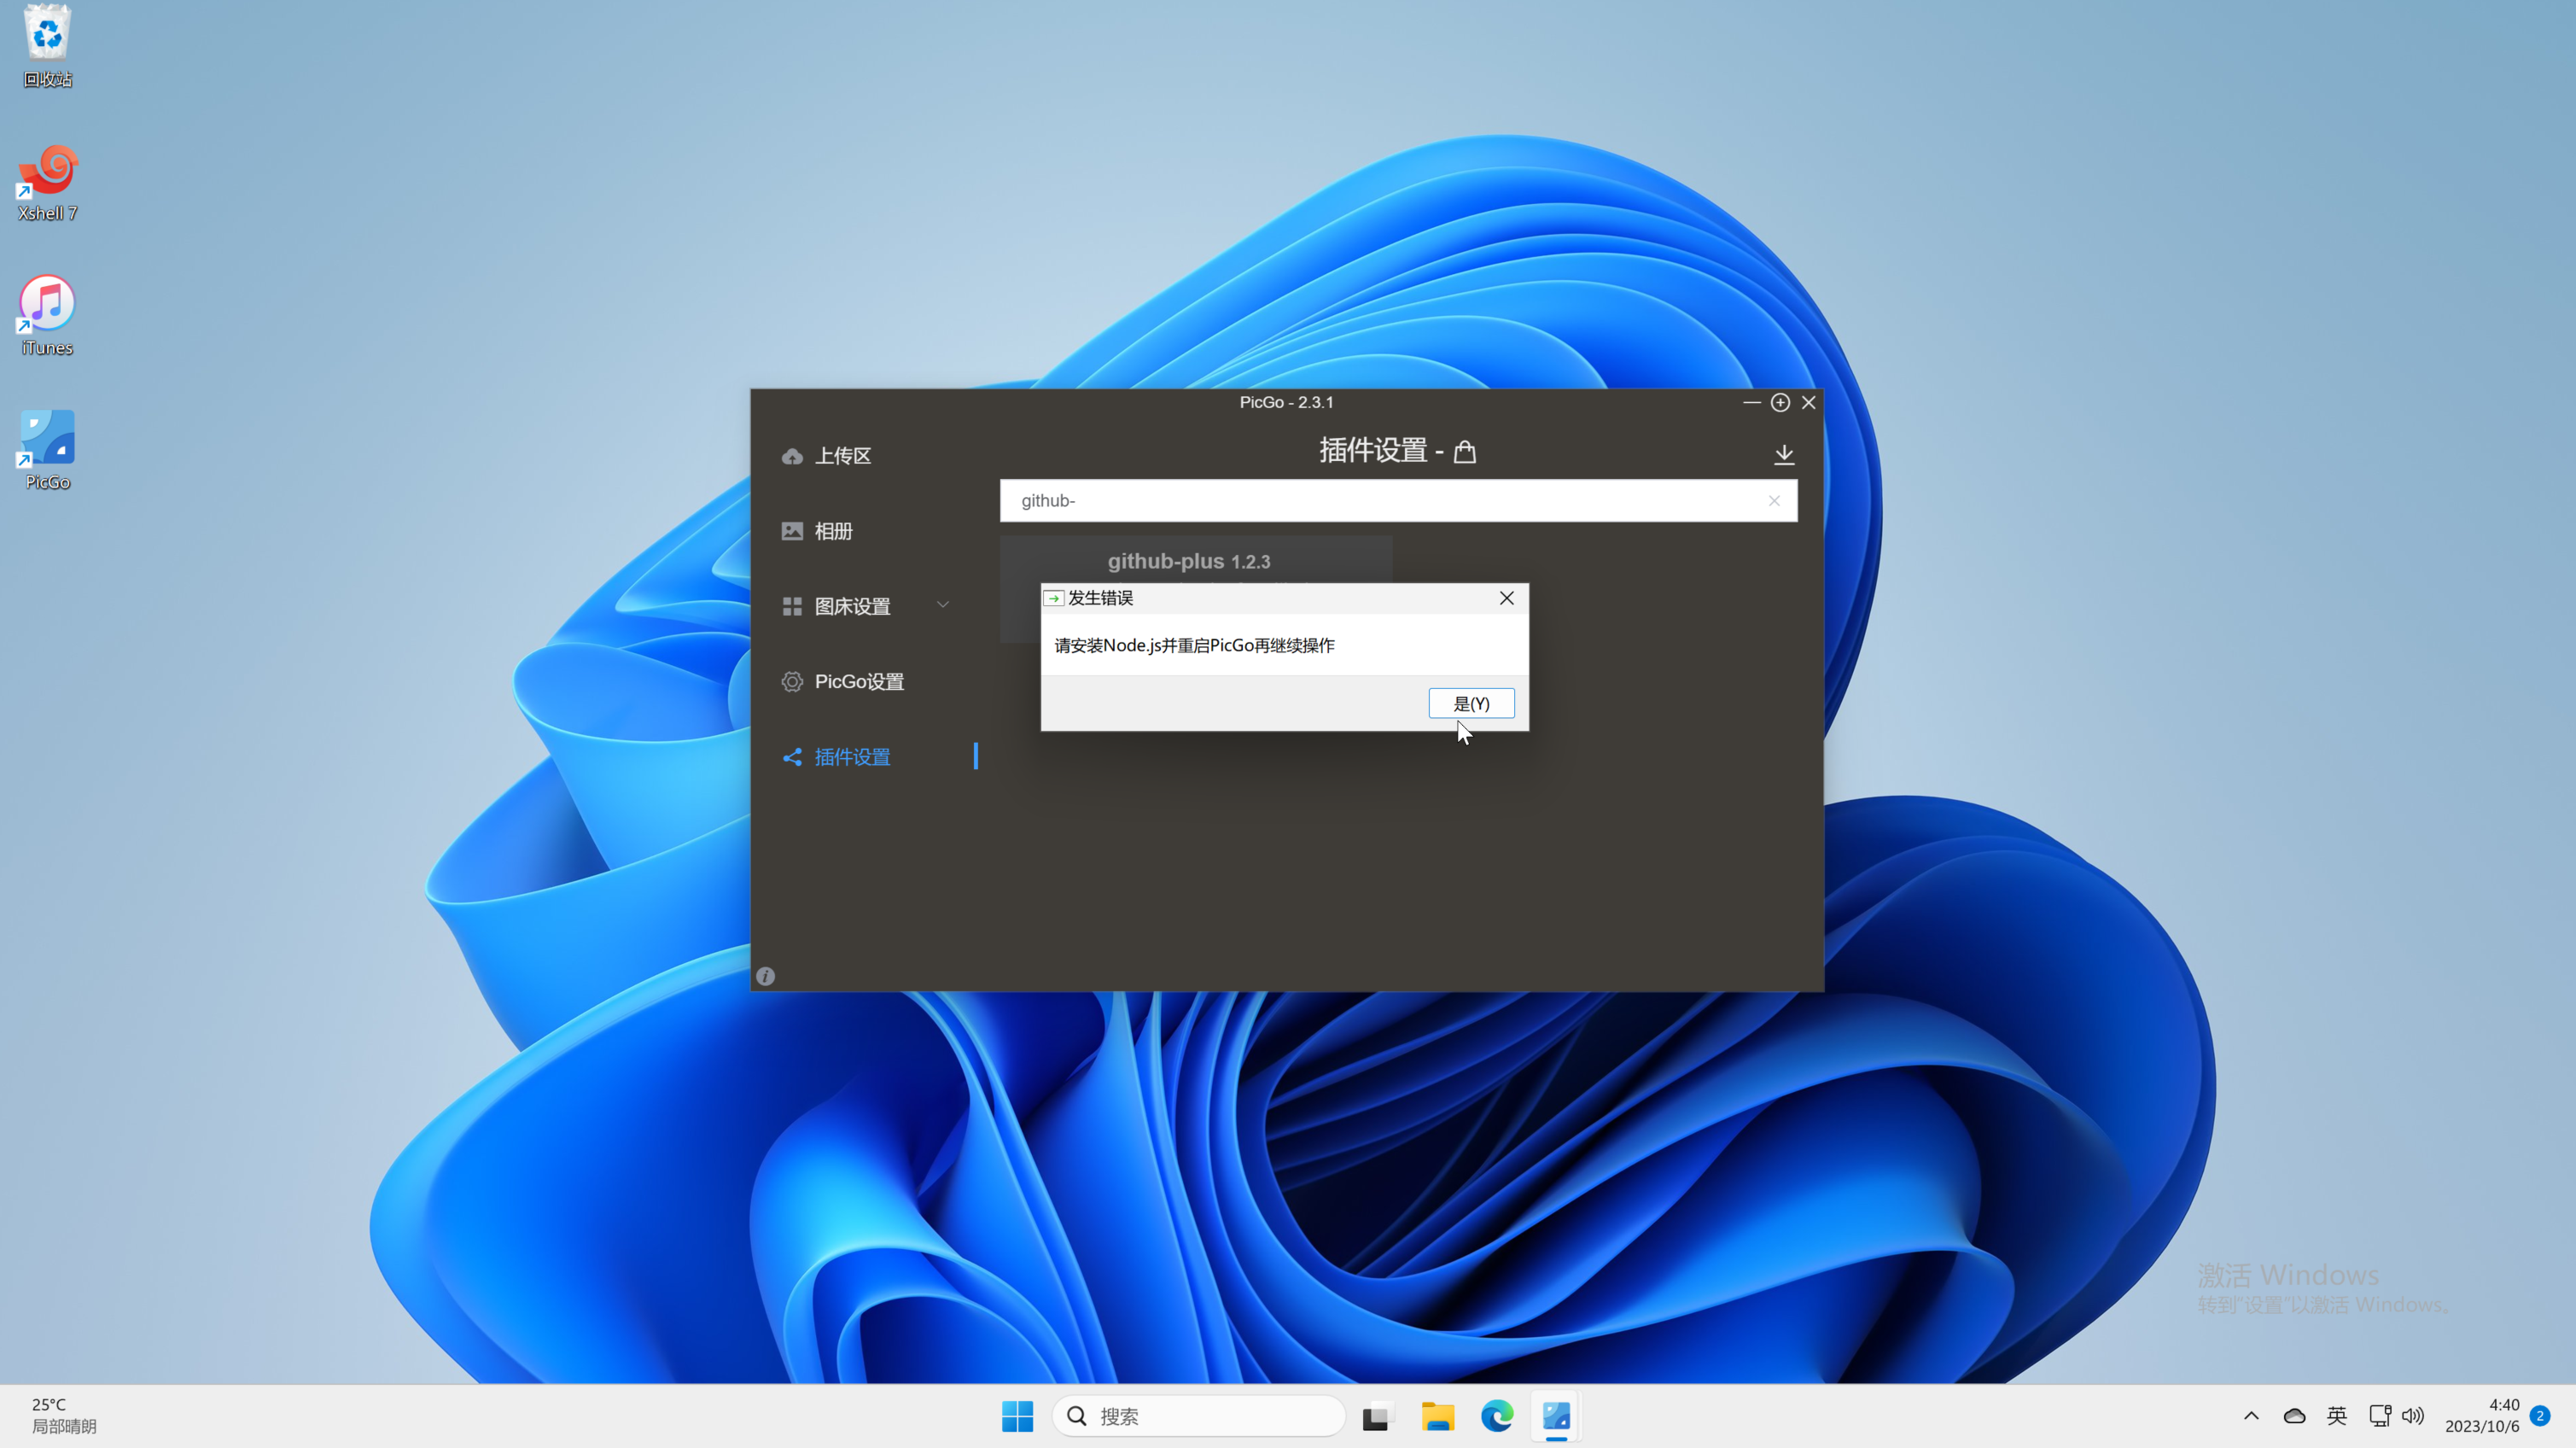 回收站
Xshell 7
iTunes
PicGo
PicGo - 2.3.1
上传区
相册
图床设置
PicGo设置
插件设置
插件设置 -
github-
github-plus 1.2.3
发生错误
请安装Node.js并重启PicGo再继续操作
是(Y)
激活 Windows
转到"设置"以激活 Windows。
25°C
局部晴朗
搜索
英
4:40
2023/10/6
2